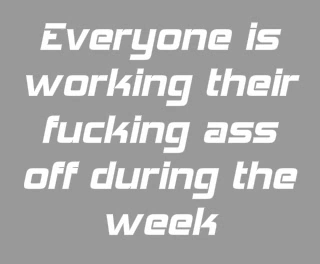 Everyone is
working their
fucking ass
off during the
week